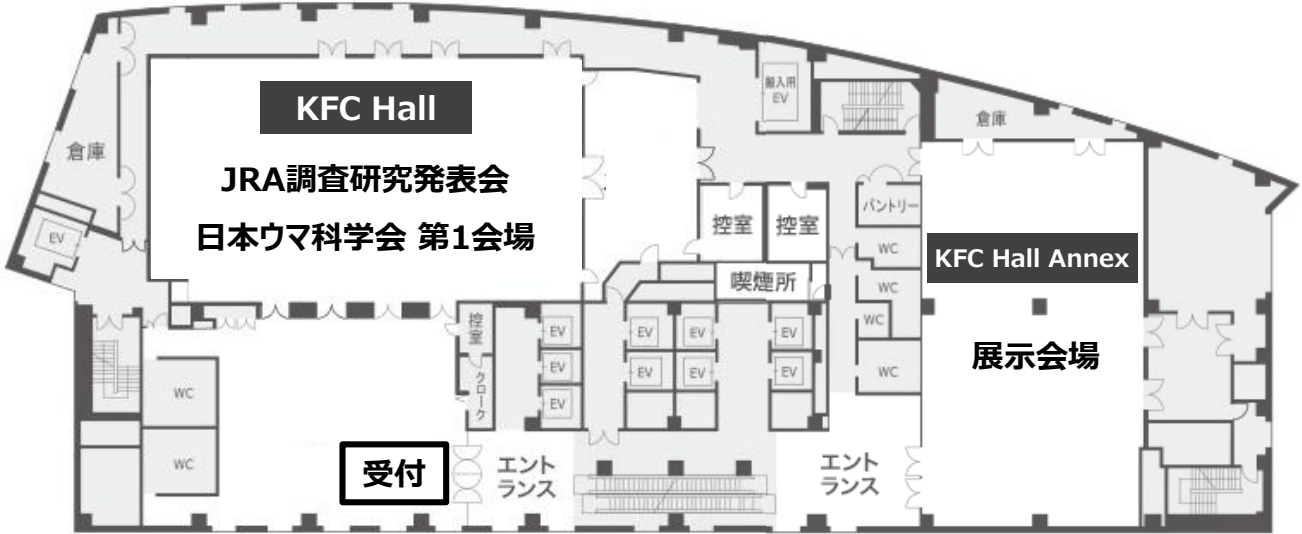 搬入用
EV
KFC Hall
倉庫
JRA調査研究発表会
日本ウマ科学会 第1会場
倉庫
パントリー
控室
控室
EV
WC
KFC Hall Annex
喫煙所
WC
WC
控室
EV
EV
EV
EV
展示会場
EV
EV
EV
EV
WC
クローク
WC
EV
WC
受付
エント
ランス
エント
ランス